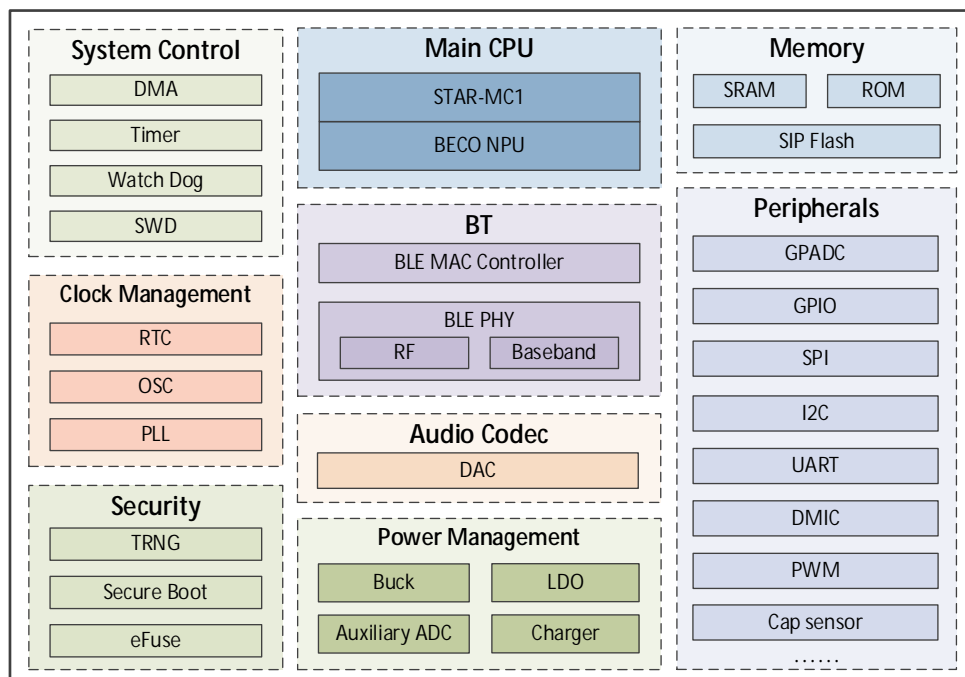 System Control
DMA
Timer
Watch Dog
SWD
Clock Management
RTC
OSC
PLL
Security
TRNG
Secure Boot
eFuse
Main CPU
STAR-MC1
BECO NPU
BT
BLE MAC Controller
BLE PHY
RF Baseband
Audio Codec
DAC
Power Management
Buck LDO
Auxiliary ADC Charger
Memory
SRAM ROM
SIP Flash
Peripherals
GPADC
GPIO
SPI
I2C
UART
DMIC
PWM
Cap sensor
......